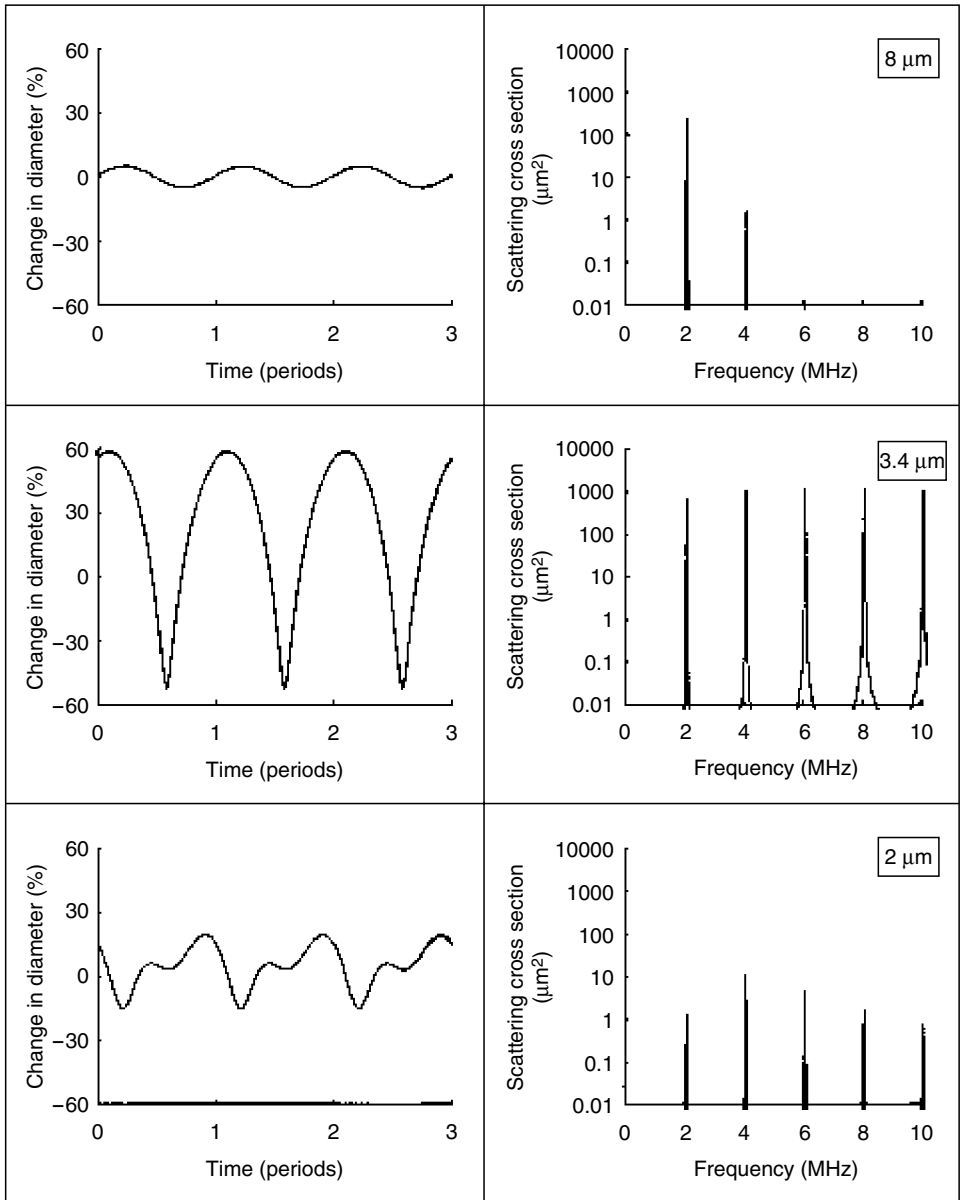 60
30
0
−30
−60
Change in diameter (%)
0 1 2 3
Time (periods)
10000
1000
100
10
1
0.1
0.01
Scattering cross section
(μm²)
0 2 4 6 8 10
Frequency (MHz)
8 μm
60
30
0
−30
−60
Change in diameter (%)
0 1 2 3
Time (periods)
10000
1000
100
10
1
0.1
0.01
Scattering cross section
(μm²)
0 2 4 6 8 10
Frequency (MHz)
3.4 μm
60
30
0
−30
−60
Change in diameter (%)
0 1 2 3
Time (periods)
10000
1000
100
10
1
0.1
0.01
Scattering cross section
(μm²)
0 2 4 6 8 10
Frequency (MHz)
2 μm